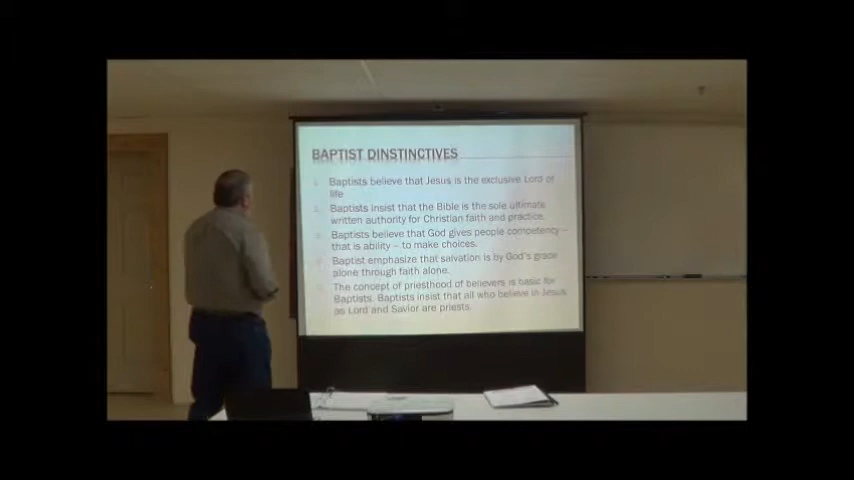 BAPTIST DINSTINCTIVES
Baptists believe that Jesus is the exclusive Lord of
life
Baptists insist that the Bible is the sole ultimate
written authority for Christian faith and practice.
Baptists believe that God gives people competency –
that is ability – to make choices.
Baptist emphasize that salvation is by God's grace
alone through faith alone.
The concept of priesthood of believers is basic for
Baptists. Baptists insist that all who believe in Jesus
as Lord and Savior are priests.